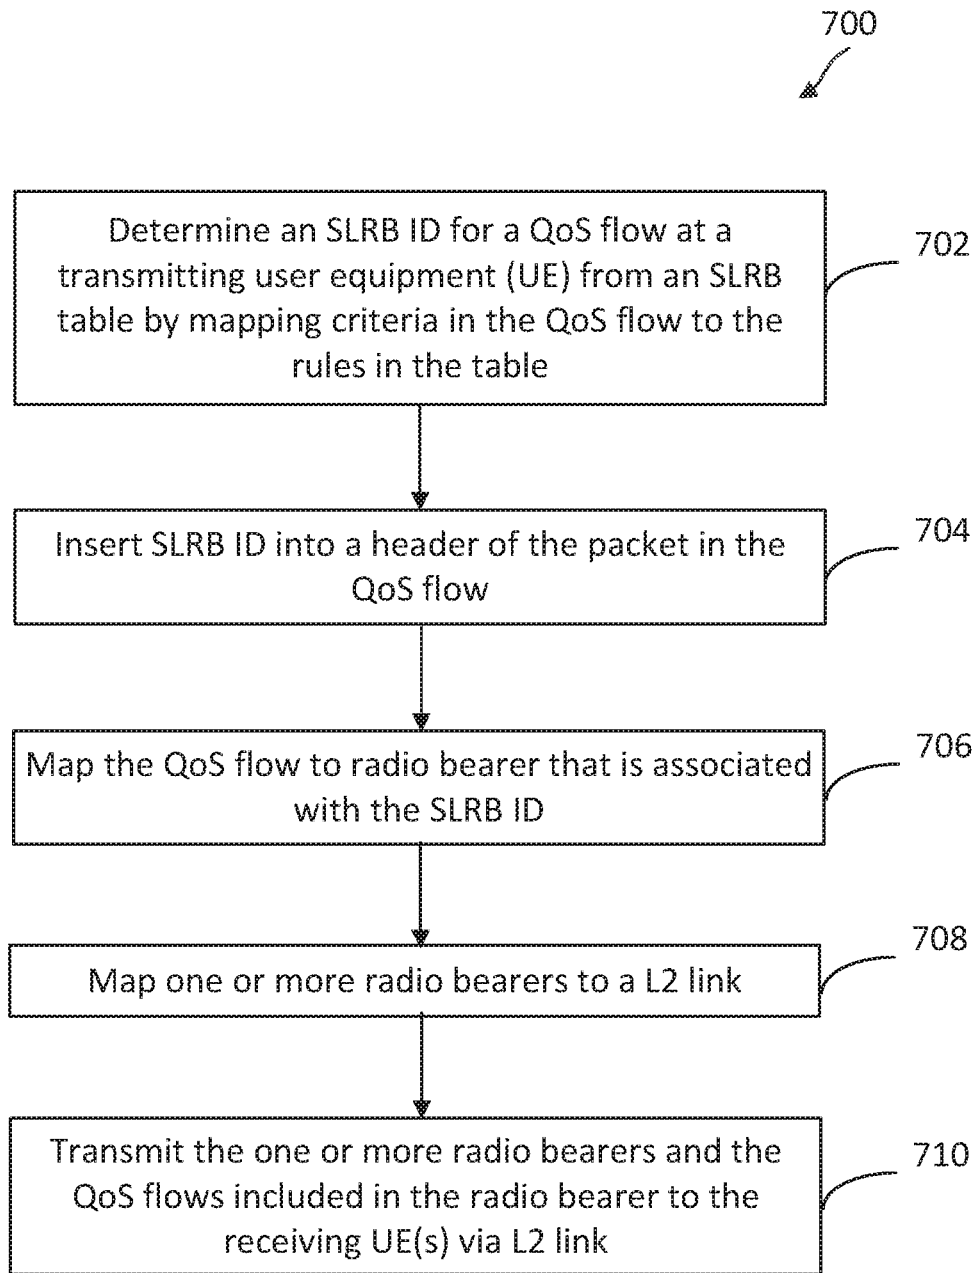 700
Determine an SLRB ID for a QoS flow at a
transmitting user equipment (UE) from an SLRB
table by mapping criteria in the QoS flow to the
rules in the table
702
Insert SLRB ID into a header of the packet in the
QoS flow
704
Map the QoS flow to radio bearer that is associated
with the SLRB ID
706
Map one or more radio bearers to a L2 link
708
Transmit the one or more radio bearers and the
QoS flows included in the radio bearer to the
receiving UE(s) via L2 link
710